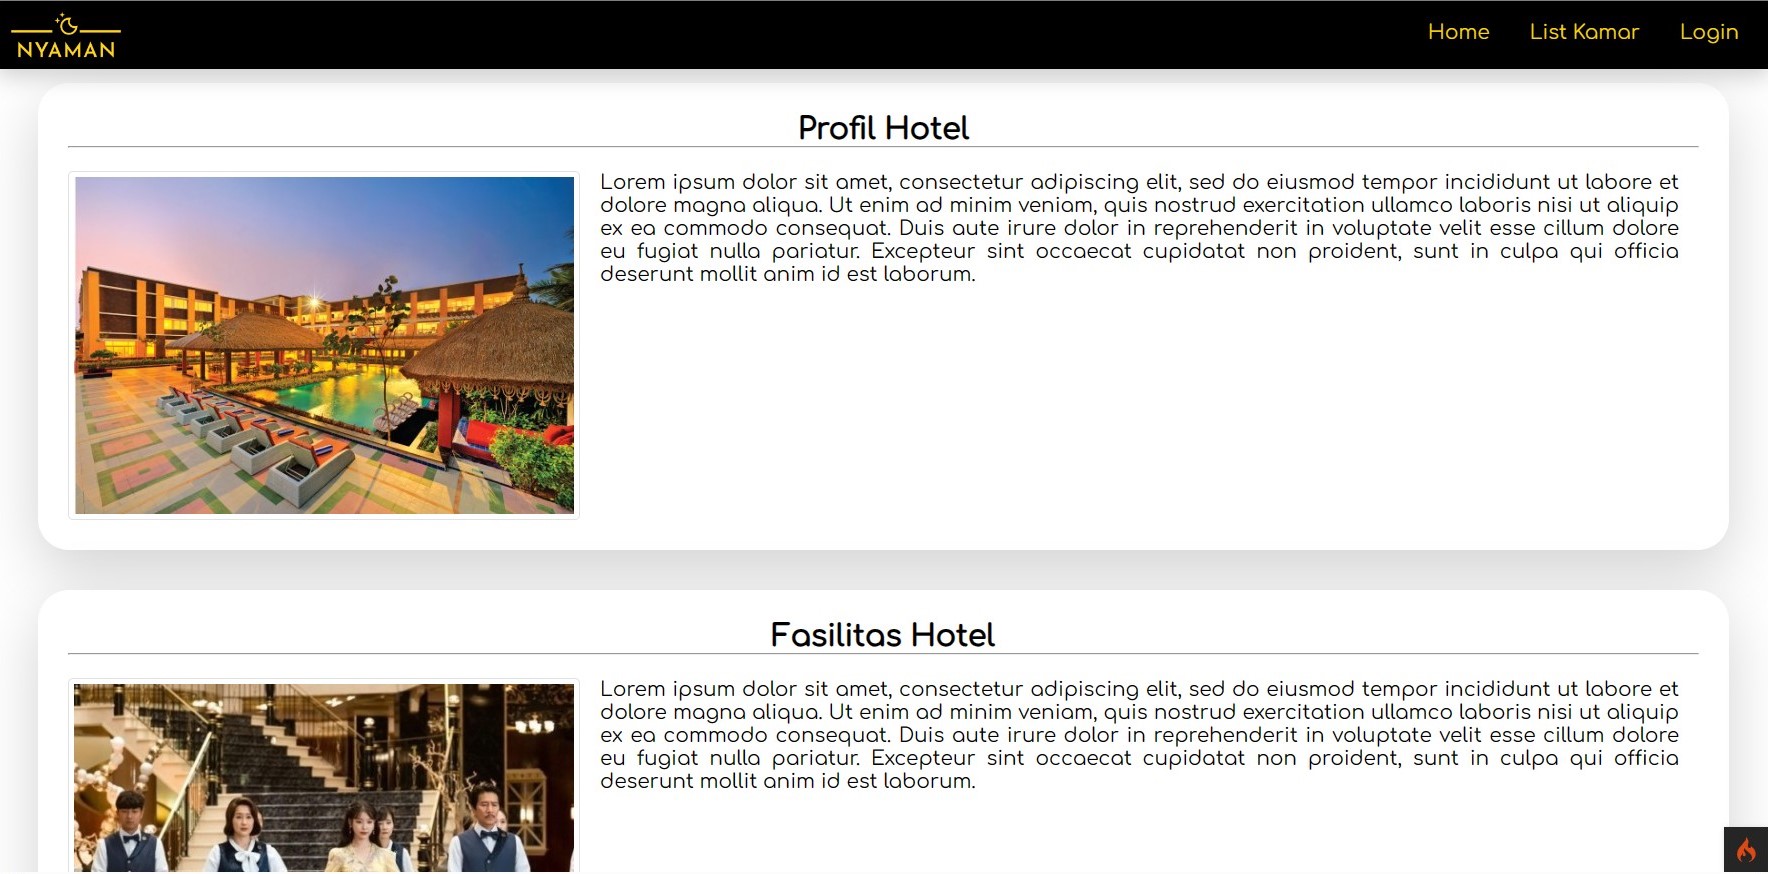 NYAMAN
Home
List Kamar
Login
Profil Hotel
Lorem ipsum dolor sit amet, consectetur adipiscing elit, sed do eiusmod tempor incididunt ut labore et
dolore magna aliqua. Ut enim ad minim veniam, quis nostrud exercitation ullamco laboris nisi ut aliquip
ex ea commodo consequat. Duis aute irure dolor in reprehenderit in voluptate velit esse cillum dolore
eu fugiat nulla pariatur. Excepteur sint occaecat cupidatat non proident, sunt in culpa qui officia
deserunt mollit anim id est laborum.
Fasilitas Hotel
Lorem ipsum dolor sit amet, consectetur adipiscing elit, sed do eiusmod tempor incididunt ut labore et
dolore magna aliqua. Ut enim ad minim veniam, quis nostrud exercitation ullamco laboris nisi ut aliquip
ex ea commodo consequat. Duis aute irure dolor in reprehenderit in voluptate velit esse cillum dolore
eu fugiat nulla pariatur. Excepteur sint occaecat cupidatat non proident, sunt in culpa qui officia
deserunt mollit anim id est laborum.